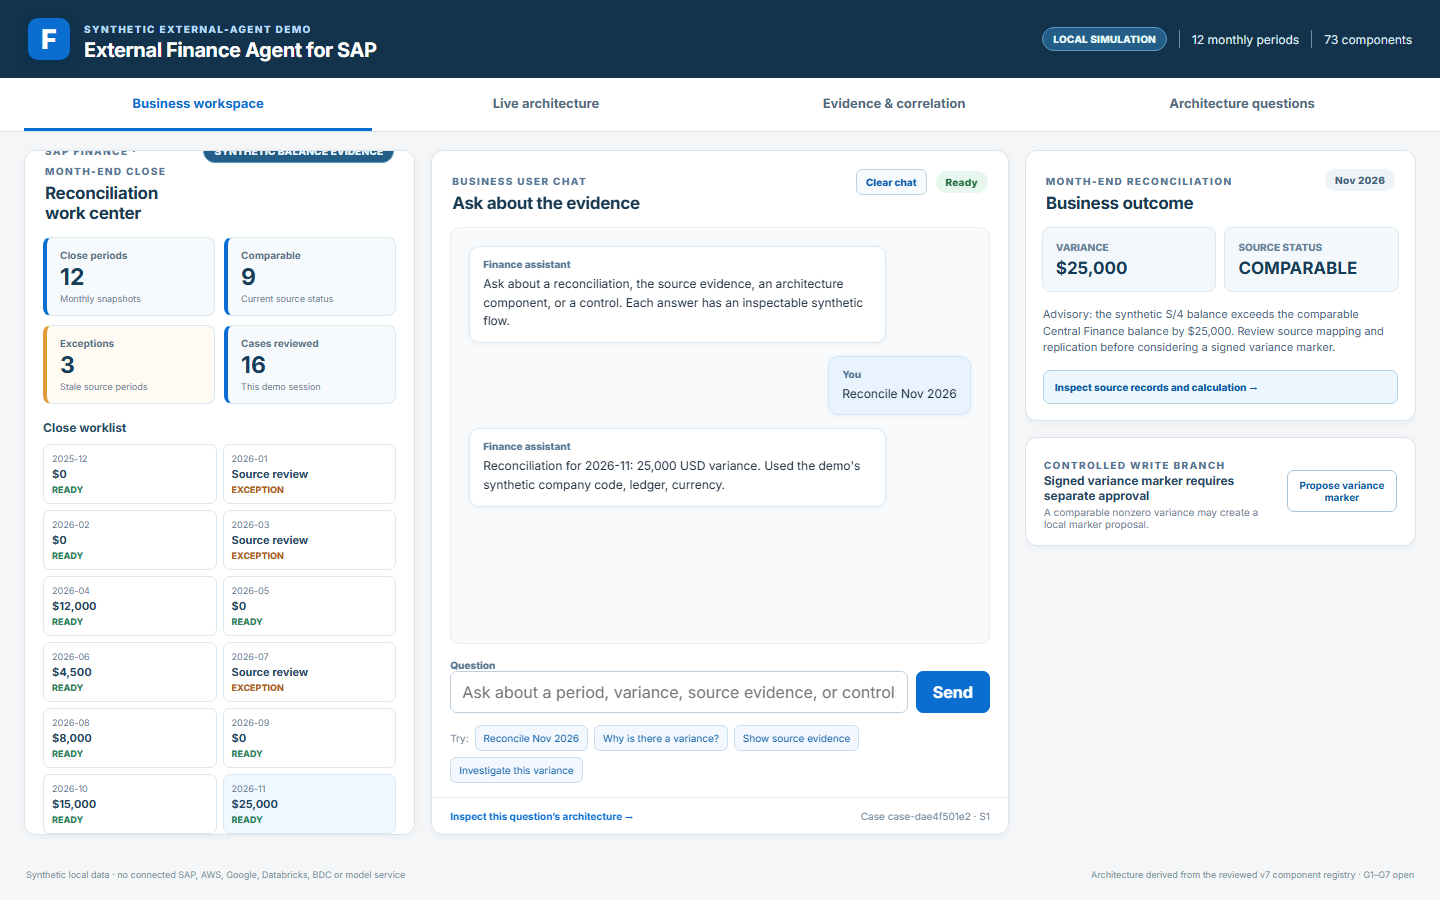 F
SYNTHETIC EXTERNAL-AGENT DEMO
External Finance Agent for SAP
LOCAL SIMULATION
12 monthly periods
73 components
Business workspace
Live architecture
Evidence & correlation
Architecture questions
SAP FINANCE ·
MONTH-END CLOSE
SYNTHETIC BALANCE EVIDENCE
Reconciliation
work center
Close periods
12
Monthly snapshots
Comparable
9
Current source status
Exceptions
3
Stale source periods
Cases reviewed
16
This demo session
Close worklist
2025-12
$0
READY
2026-01
Source review
EXCEPTION
2026-02
$0
READY
2026-03
Source review
EXCEPTION
2026-04
$12,000
READY
2026-05
$0
READY
2026-06
$4,500
READY
2026-07
Source review
EXCEPTION
2026-08
$8,000
READY
2026-09
$0
READY
2026-10
$15,000
READY
2026-11
$25,000
READY
BUSINESS USER CHAT
Ask about the evidence
Clear chat
Ready
Finance assistant
Ask about a reconciliation, the source evidence, an architecture
component, or a control. Each answer has an inspectable synthetic
flow.
You
Reconcile Nov 2026
Finance assistant
Reconciliation for 2026-11: 25,000 USD variance. Used the demo's
synthetic company code, ledger, currency.
Question
Ask about a period, variance, source evidence, or control
Send
Try:
Reconcile Nov 2026
Why is there a variance?
Show source evidence
Investigate this variance
Inspect this question's architecture →
Case case-dae4f501e2 · S1
MONTH-END RECONCILIATION
Business outcome
Nov 2026
VARIANCE
$25,000
SOURCE STATUS
COMPARABLE
Advisory: the synthetic S/4 balance exceeds the comparable
Central Finance balance by $25,000. Review source mapping and
replication before considering a signed variance marker.
Inspect source records and calculation →
CONTROLLED WRITE BRANCH
Signed variance marker requires
separate approval
A comparable nonzero variance may create a
local marker proposal.
Propose variance
marker
Synthetic local data · no connected SAP, AWS, Google, Databricks, BDC or model service
Architecture derived from the reviewed v7 component registry · G1–G7 open